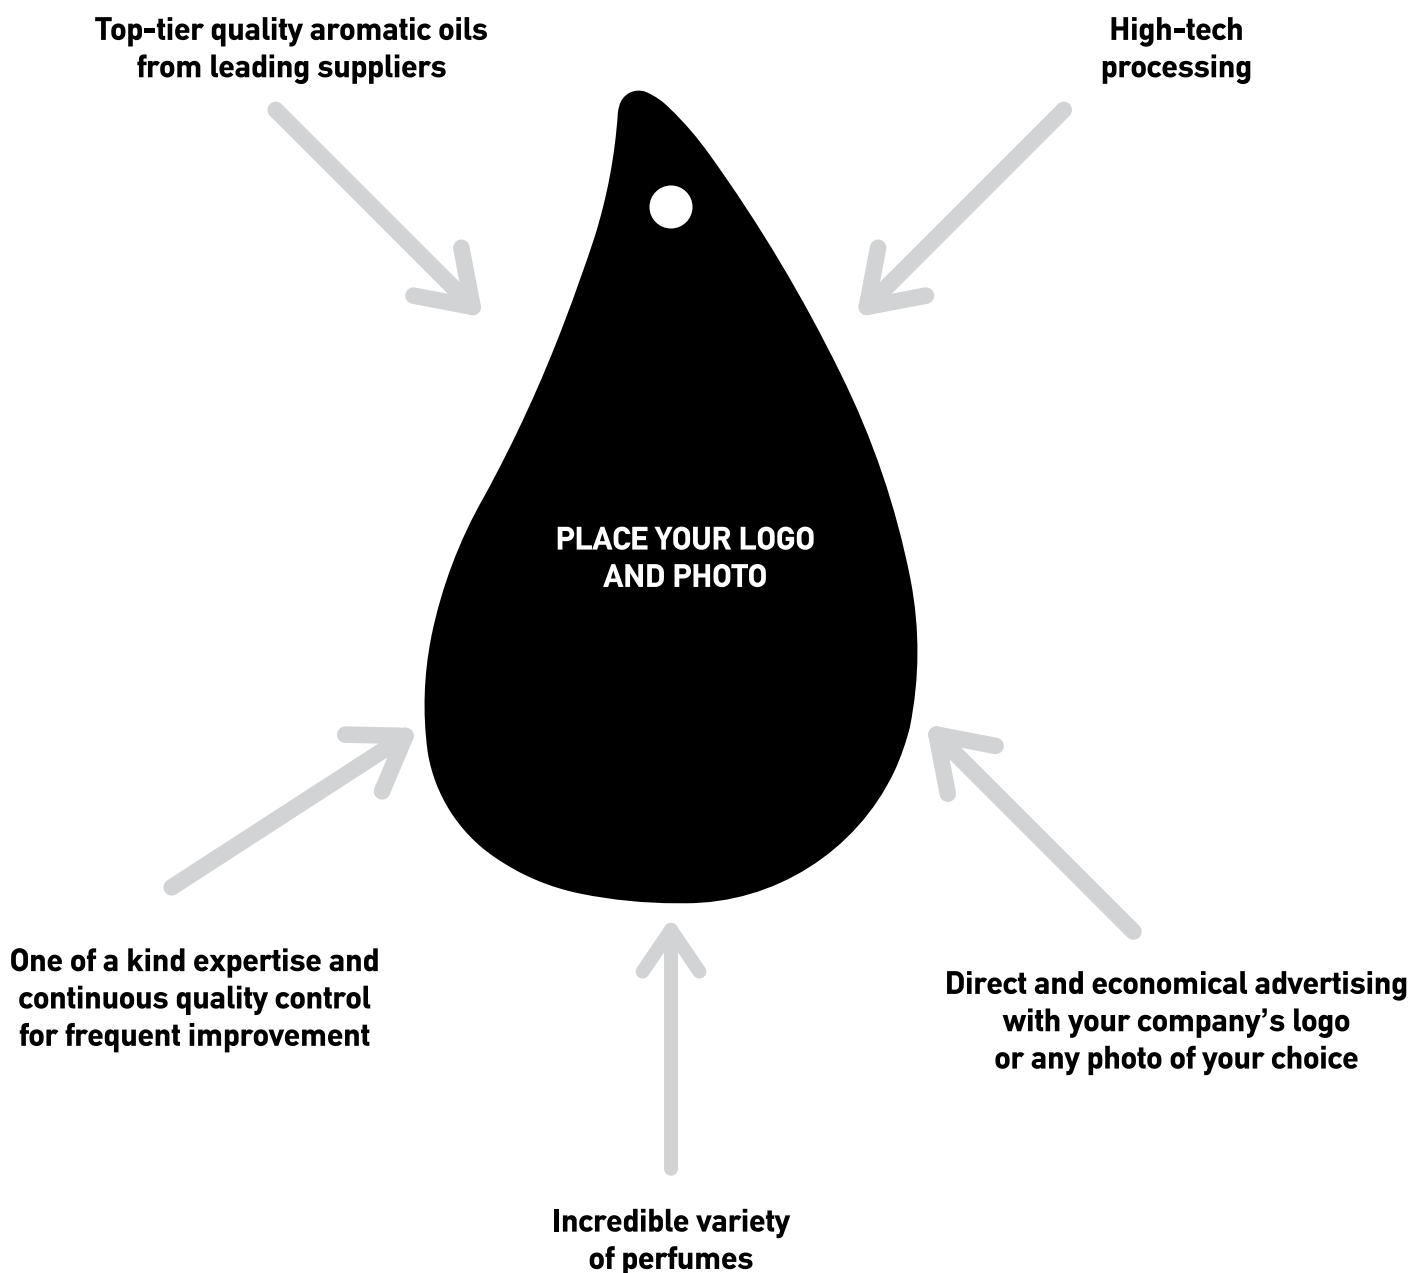 Top-tier quality aromatic oils
from leading suppliers
High-tech
processing
PLACE YOUR LOGO
AND PHOTO
One of a kind expertise and
continuous quality control
for frequent improvement
Direct and economical advertising
with your company’s logo
or any photo of your choice
Incredible variety
of perfumes